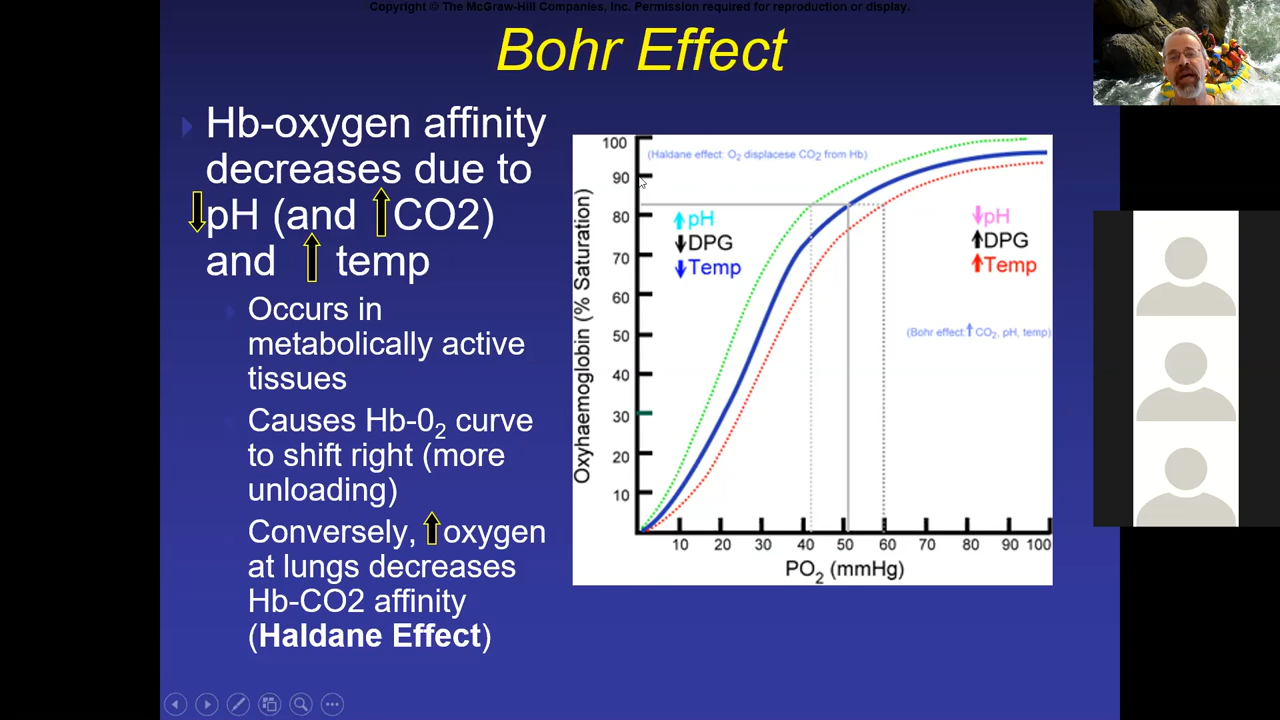 Copyright © The McGraw-Hill Companies, Inc. Permission required for reproduction or display.
Bohr Effect
Hb-oxygen affinity
decreases due to
pH (and CO2)
and temp
Occurs in
metabolically active
tissues
Causes Hb-0₂ curve
to shift right (more
unloading)
Conversely, oxygen
at lungs decreases
Hb-CO2 affinity
(Haldane Effect)
Oxyhaemoglobin (% Saturation)
100
90
80
70
60
50
40
30
20
10
(Haldane effect: O₂ displacese CO₂ from Hb)
pH
DPG
Temp
pH
DPG
Temp
(Bohr effect: CO₂, pH, temp)
10 20 30 40 50 60 70 80 90 100
PO₂ (mmHg)